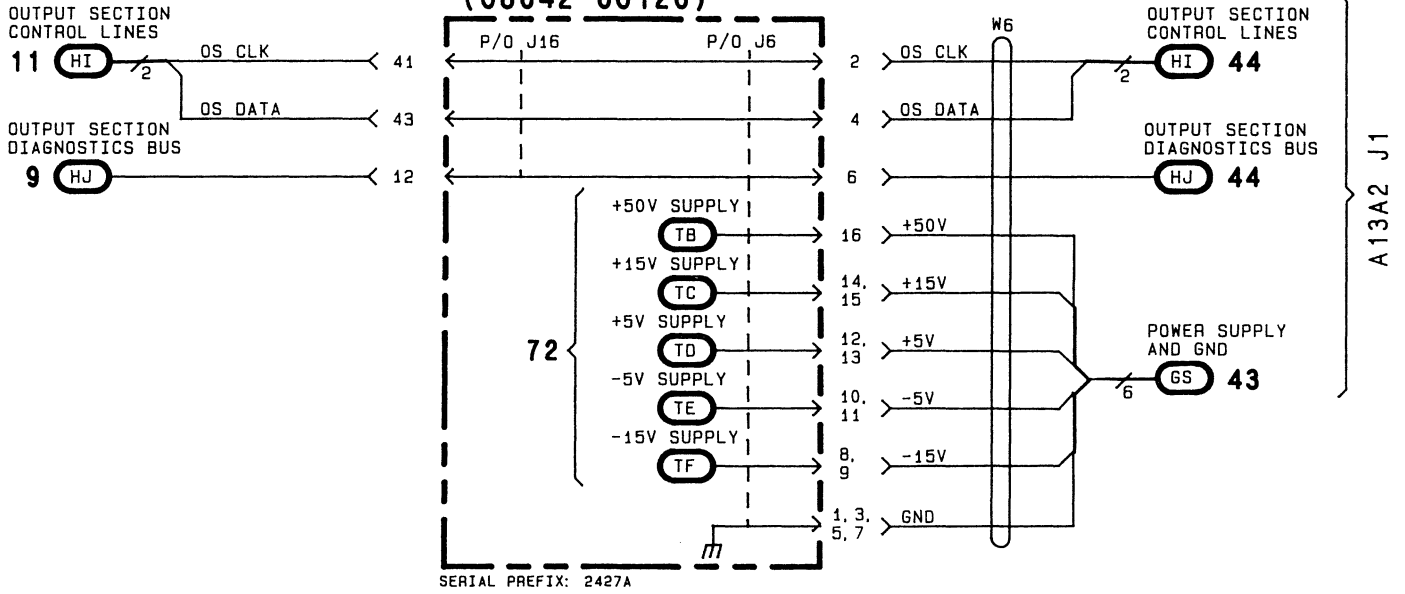 OUTPUT SECTION
CONTROL LINES
11 HI 2 OS CLK 41
OS DATA 43
OUTPUT SECTION
DIAGNOSTICS BUS
9 HJ 12
P/O J16 P/O J6
+50V SUPPLY
TB
+15V SUPPLY
TC
+5V SUPPLY
72 TD
-5V SUPPLY
TE
-15V SUPPLY
TF
SERIAL PREFIX: 2427A
W6
2 OS CLK
4 OS DATA
6
16 +50V
14, 15 +15V
12, 13 +5V
10, 11 -5V
8, 9 -15V
1, 3, 5, 7 GND
OUTPUT SECTION
CONTROL LINES
2 HI 44
OUTPUT SECTION
DIAGNOSTICS BUS
HJ 44
POWER SUPPLY
AND GND
6 GS 43
A13A2 J1